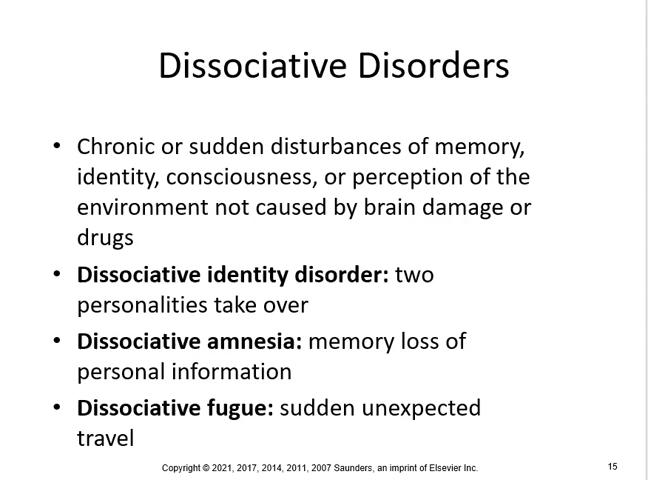 Dissociative Disorders
• Chronic or sudden disturbances of memory,
identity, consciousness, or perception of the
environment not caused by brain damage or
drugs
• Dissociative identity disorder: two
personalities take over
• Dissociative amnesia: memory loss of
personal information
• Dissociative fugue: sudden unexpected
travel
Copyright © 2021, 2017, 2014, 2011, 2007 Saunders, an imprint of Elsevier Inc.
15